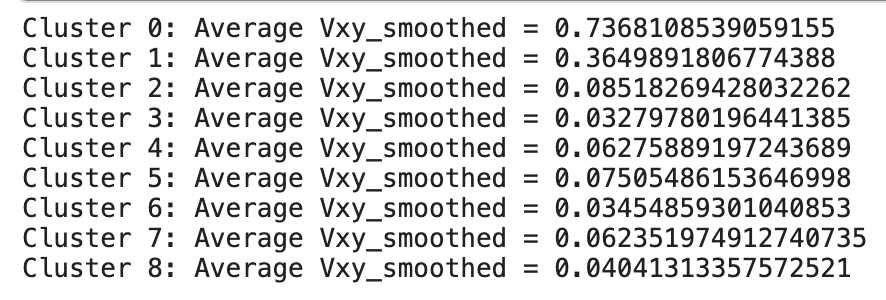 Cluster 0: Average Vxy_smoothed = 0.7368108539059155
Cluster 1: Average Vxy_smoothed = 0.3649891806774388
Cluster 2: Average Vxy_smoothed = 0.08518269428032262
Cluster 3: Average Vxy_smoothed = 0.03279780196441385
Cluster 4: Average Vxy_smoothed = 0.06275889197243689
Cluster 5: Average Vxy_smoothed = 0.07505486153646998
Cluster 6: Average Vxy_smoothed = 0.03454859301040853
Cluster 7: Average Vxy_smoothed = 0.062351974912740735
Cluster 8: Average Vxy_smoothed = 0.04041313357572521